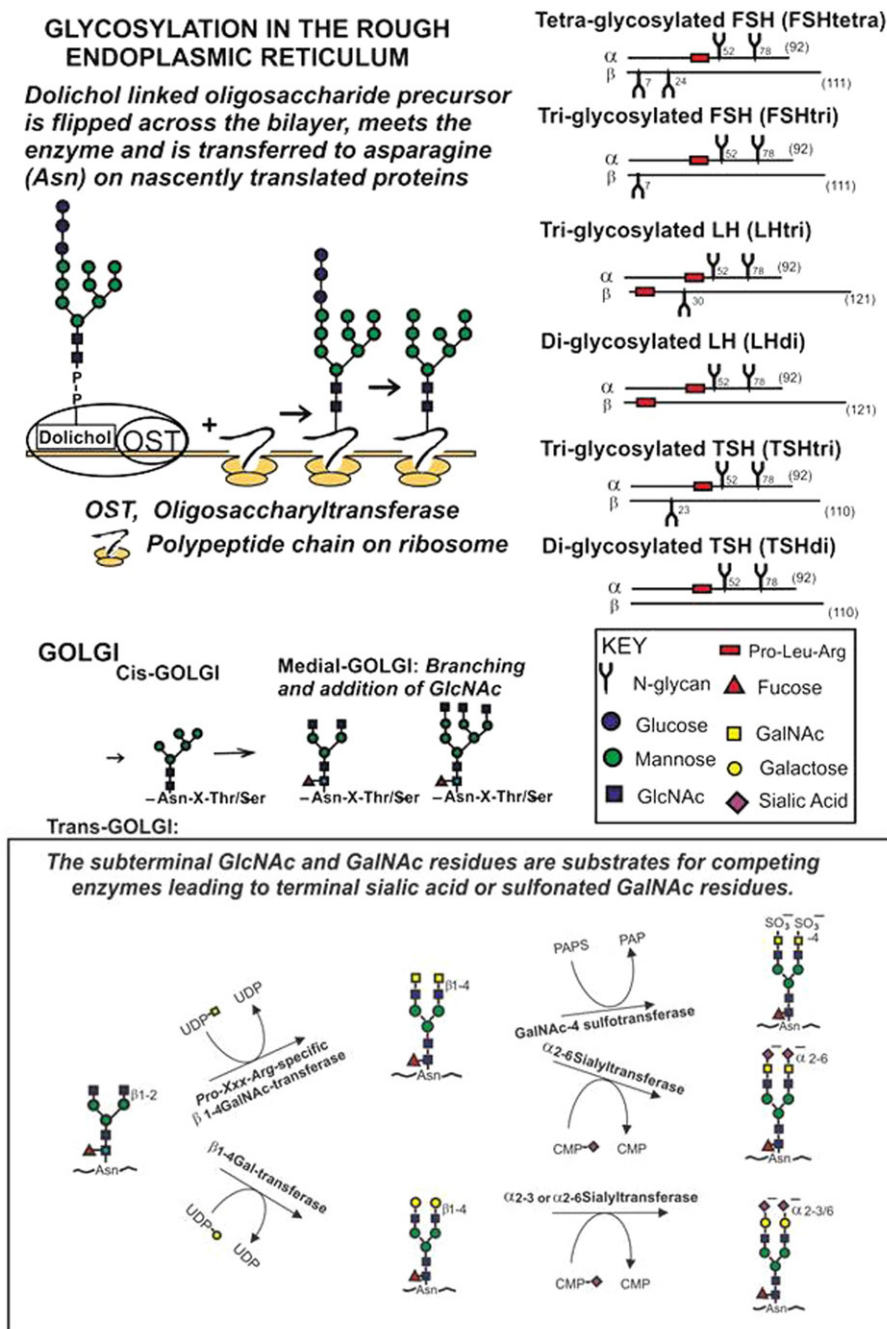 GLYCOSYLATION IN THE ROUGH
ENDOPLASMIC RETICULUM
Dolichol linked oligosaccharide precursor
is flipped across the bilayer, meets the
enzyme and is transferred to asparagine
(Asn) on nascently translated proteins
P
P
Dolichol
OST
+
OST, Oligosaccharyltransferase
Polypeptide chain on ribosome
Tetra-glycosylated FSH (FSHtetra)
α 52 78 (92)
β 7 24 (111)
Tri-glycosylated FSH (FSHtri)
α 52 78 (92)
β 7 (111)
Tri-glycosylated LH (LHtri)
α 52 78 (92)
β 30 (121)
Di-glycosylated LH (LHdi)
α 52 78 (92)
β (121)
Tri-glycosylated TSH (TSHtri)
α 52 78 (92)
β 23 (110)
Di-glycosylated TSH (TSHdi)
α 52 78 (92)
β (110)
KEY
Pro-Leu-Arg
N-glycan
Fucose
Glucose
GalNAc
Mannose
Galactose
GlcNAc
Sialic Acid
GOLGI
Cis-GOLGI
Medial-GOLGI: Branching
and addition of GlcNAc
–Asn-X-Thr/Ser
–Asn-X-Thr/Ser
–Asn-X-Thr/Ser
Trans-GOLGI:
The subterminal GlcNAc and GalNAc residues are substrates for competing
enzymes leading to terminal sialic acid or sulfonated GalNAc residues.
β1-2
Asn
UDP
UDP
Pro-Xxx-Arg-specific
β 1-4GalNAc-transferase
β1-4
Asn
PAPS
PAP
GalNAc-4 sulfotransferase
SO3– SO3–
-4
Asn
α2-6Sialyltransferase
CMP
CMP
– –
α 2-6
Asn
β1-4Gal-transferase
UDP
UDP
β1-4
Asn
α2-3 or α2-6Sialyltransferase
CMP
CMP
– –
α 2-3/6
Asn